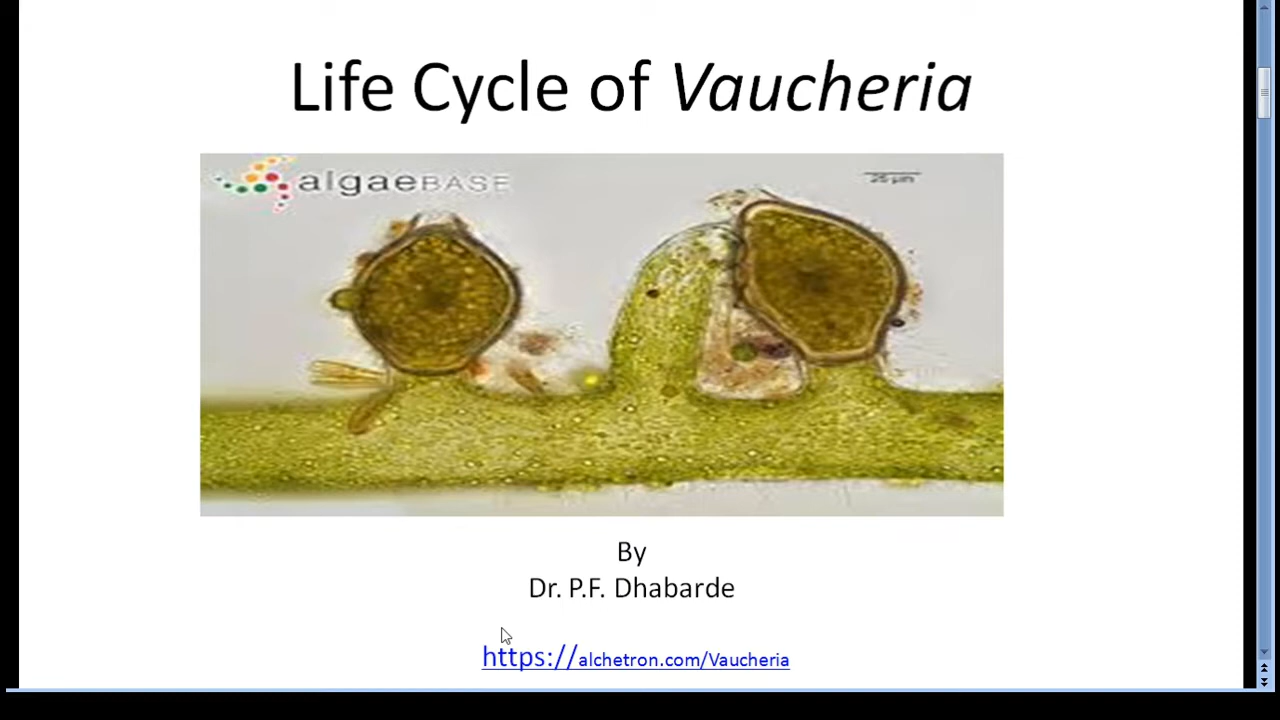 Life Cycle of Vaucheria
algaeBASE
25 µm
By
Dr. P.F. Dhabarde
https://alchetron.com/Vaucheria